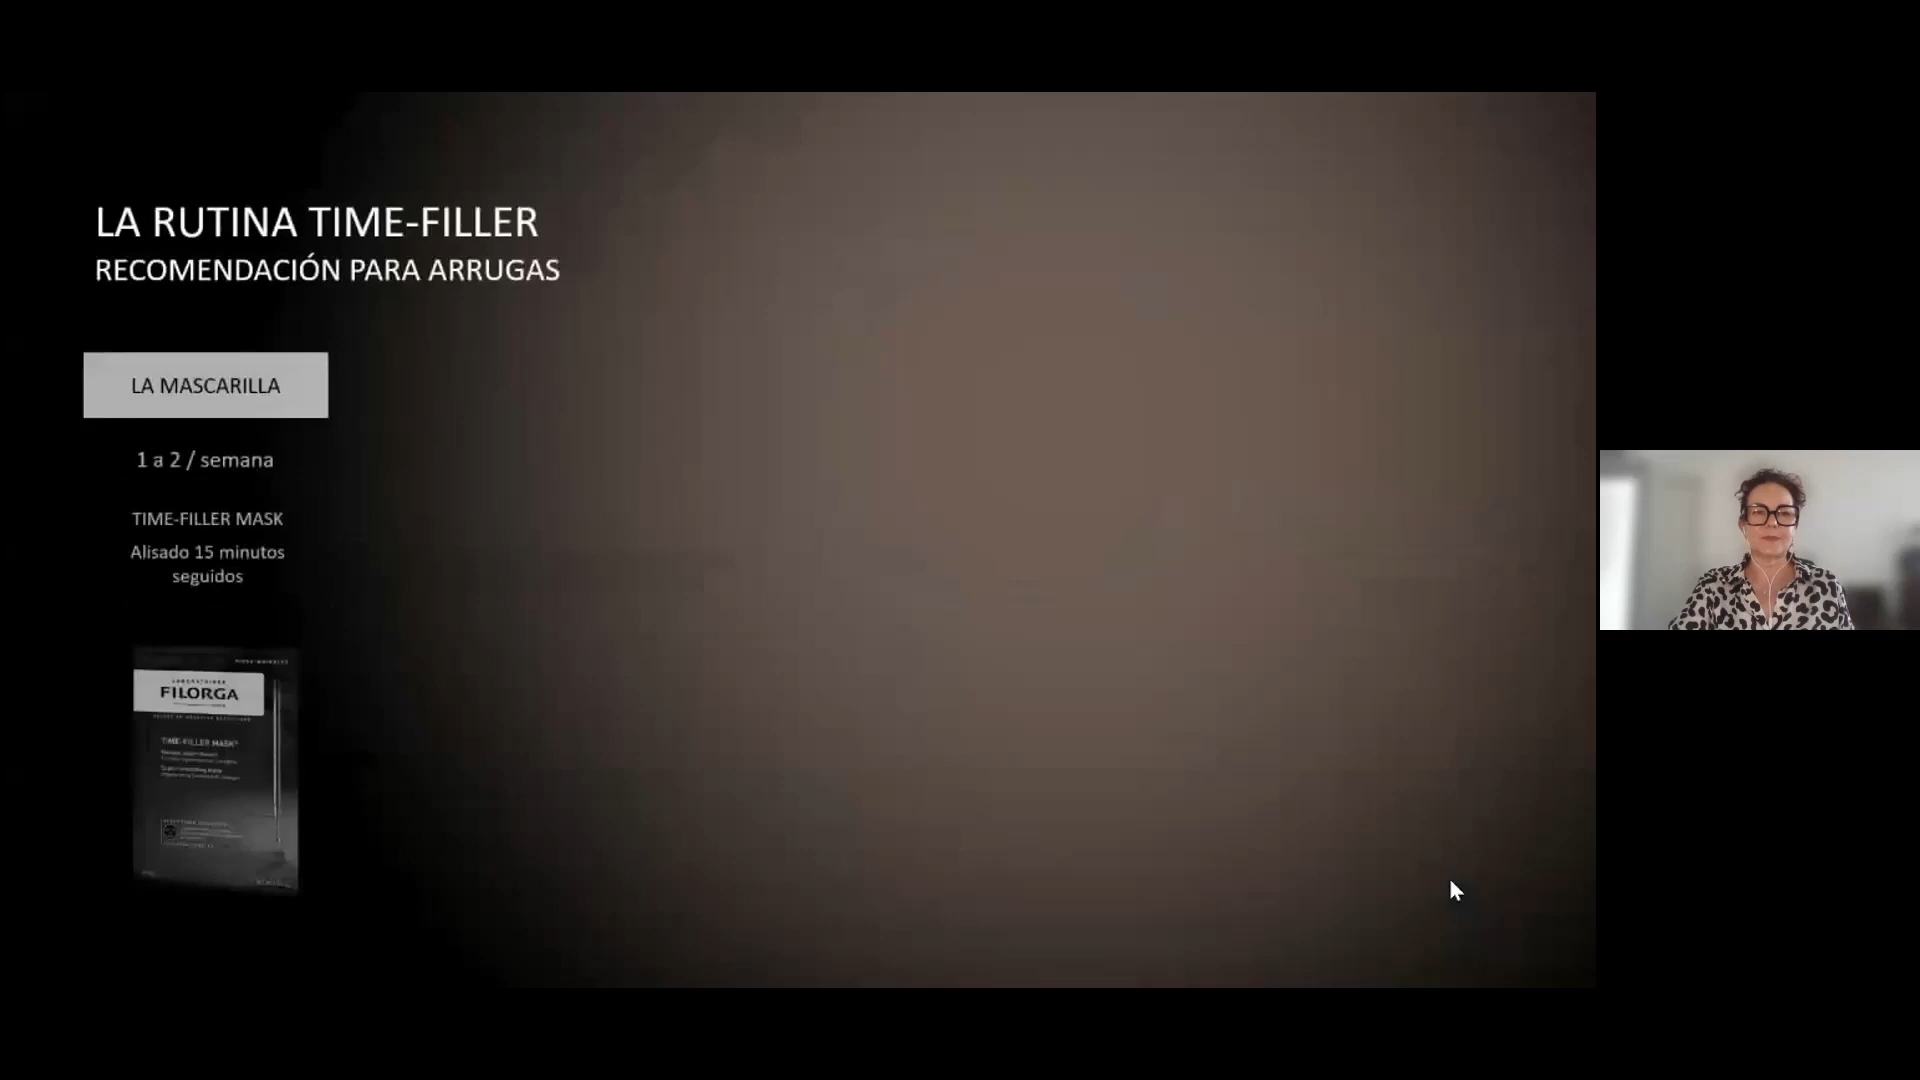 LA RUTINA TIME-FILLER
RECOMENDACIÓN PARA ARRUGAS
LA MASCARILLA
1 a 2 / semana
TIME-FILLER MASK
Alisado 15 minutos
seguidos
FILORGA
TIME-FILLER MASK